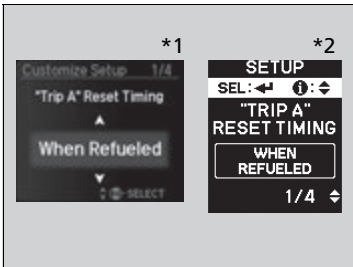 *1
Customize Setup 1/4
"Trip A" Reset Timing
When Refueled
SELECT
*2
SETUP
SEL: :
"TRIP A"
RESET TIMING
WHEN
REFUELED
1/4